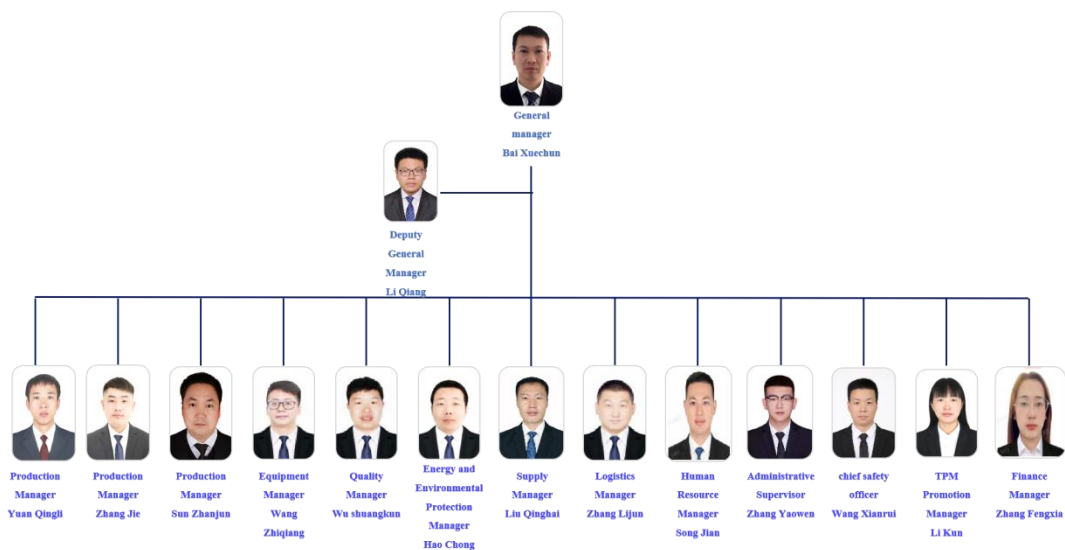 General
manager
Bai Xuechun
Deputy
General
Manager
Li Qiang
Production
Manager
Yuan Qingli
Production
Manager
Zhang Jie
Production
Manager
Sun Zhanjun
Equipment
Manager
Wang
Zhiqiang
Quality
Manager
Wu shuangkun
Energy and
Environmental
Protection
Manager
Hao Chong
Supply
Manager
Liu Qinghai
Logistics
Manager
Zhang Lijun
Human
Resource
Manager
Song Jian
Administrative
Supervisor
Zhang Yaowen
chief safety
officer
Wang Xianrui
TPM
Promotion
Manager
Li Kun
Finance
Manager
Zhang Fengxia